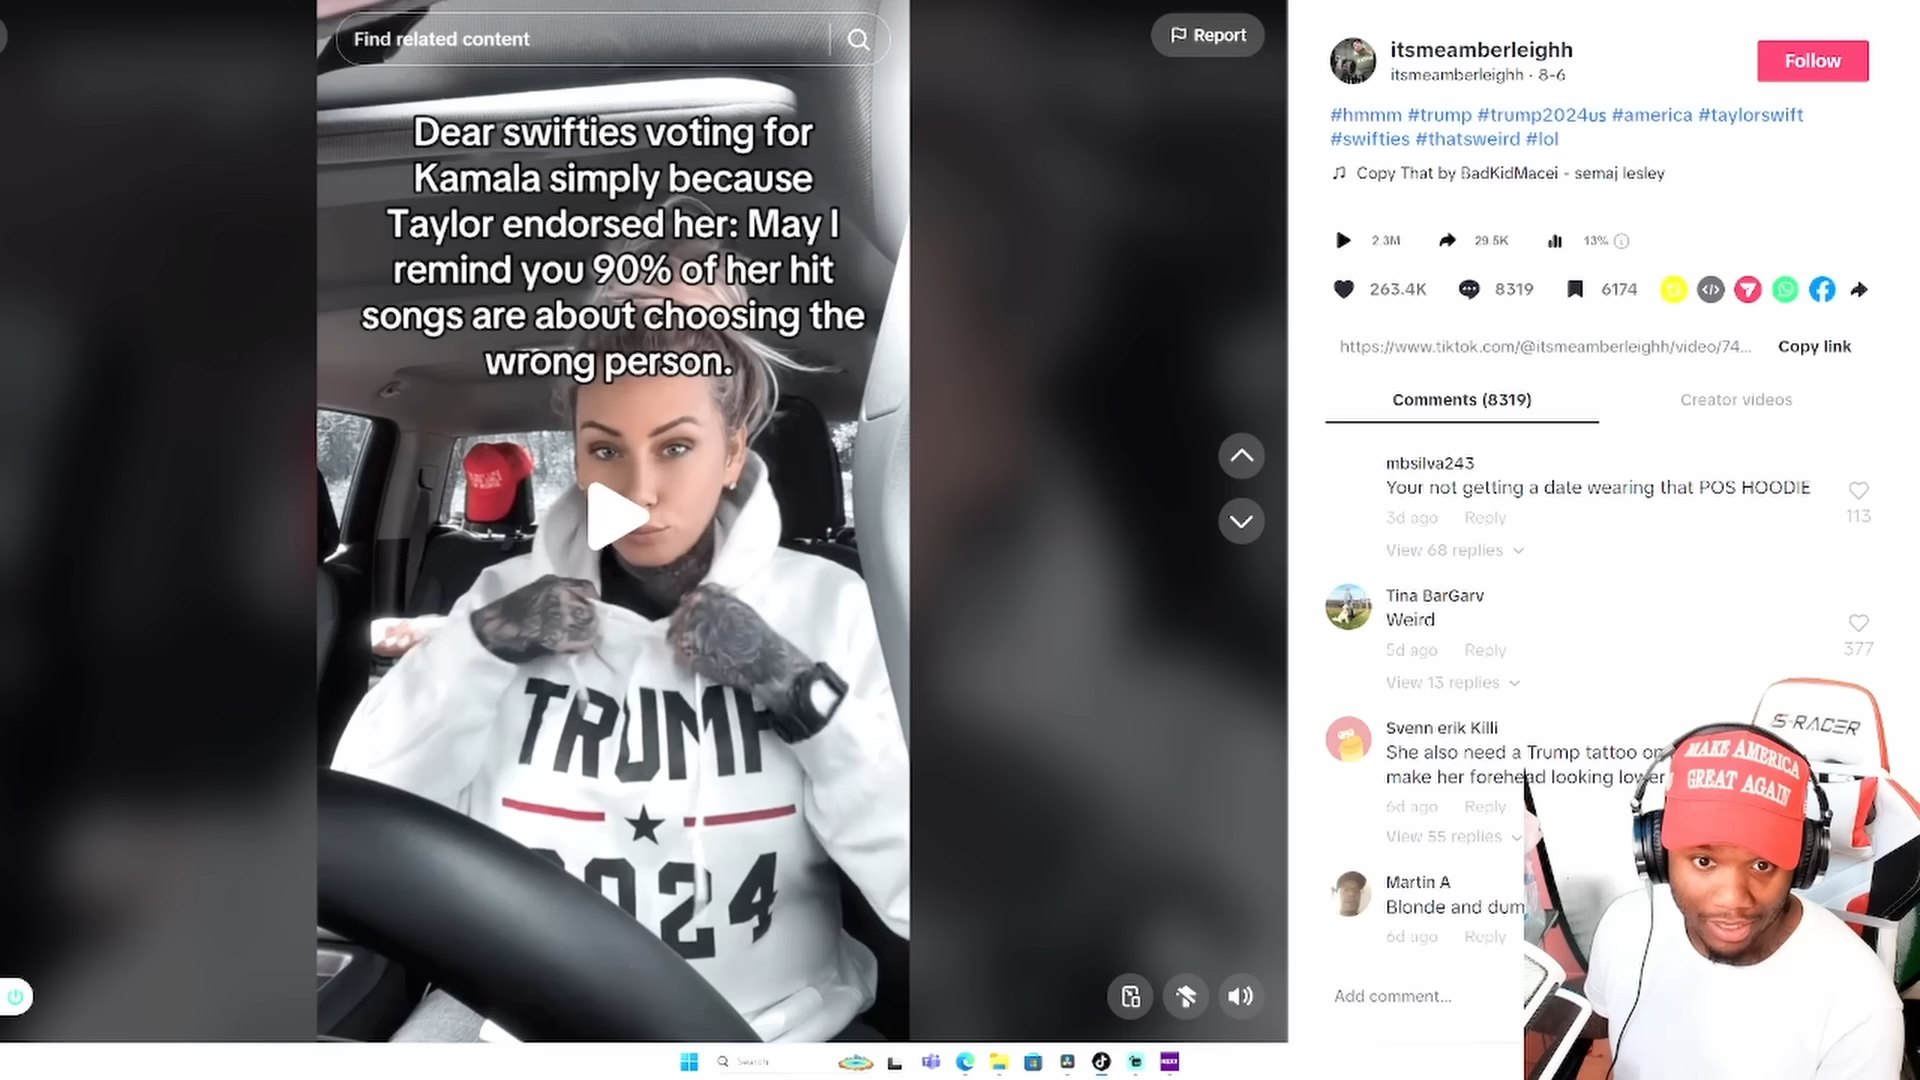 Find related content
Report
Dear swifties voting for
Kamala simply because
Taylor endorsed her: May I
remind you 90% of her hit
songs are about choosing the
wrong person.
TRUMP
2024
itsmeamberleighh
itsmeamberleighh · 8-6
Follow
#hmmm #trump #trump2024us #america #taylorswift
#swifties #thatsweird #lol
Copy That by BadKidMacei - semaj lesley
2.3M 29.5K 13%
263.4K 8319 6174
https://www.tiktok.com/@itsmeamberleighh/video/74...
Copy link
Comments (8319)
Creator videos
mbsilva243
Your not getting a date wearing that POS HOODIE
3d ago Reply
113
View 68 replies
Tina BarGarv
Weird
5d ago Reply
377
View 13 replies
Svenn erik Killi
She also need a Trump tattoo on
make her forehead looking lower
6d ago Reply
View 55 replies
Martin A
Blonde and dum
6d ago Reply
Add comment...
S-RACER
MAKE AMERICA
GREAT AGAIN
Search
NEXT